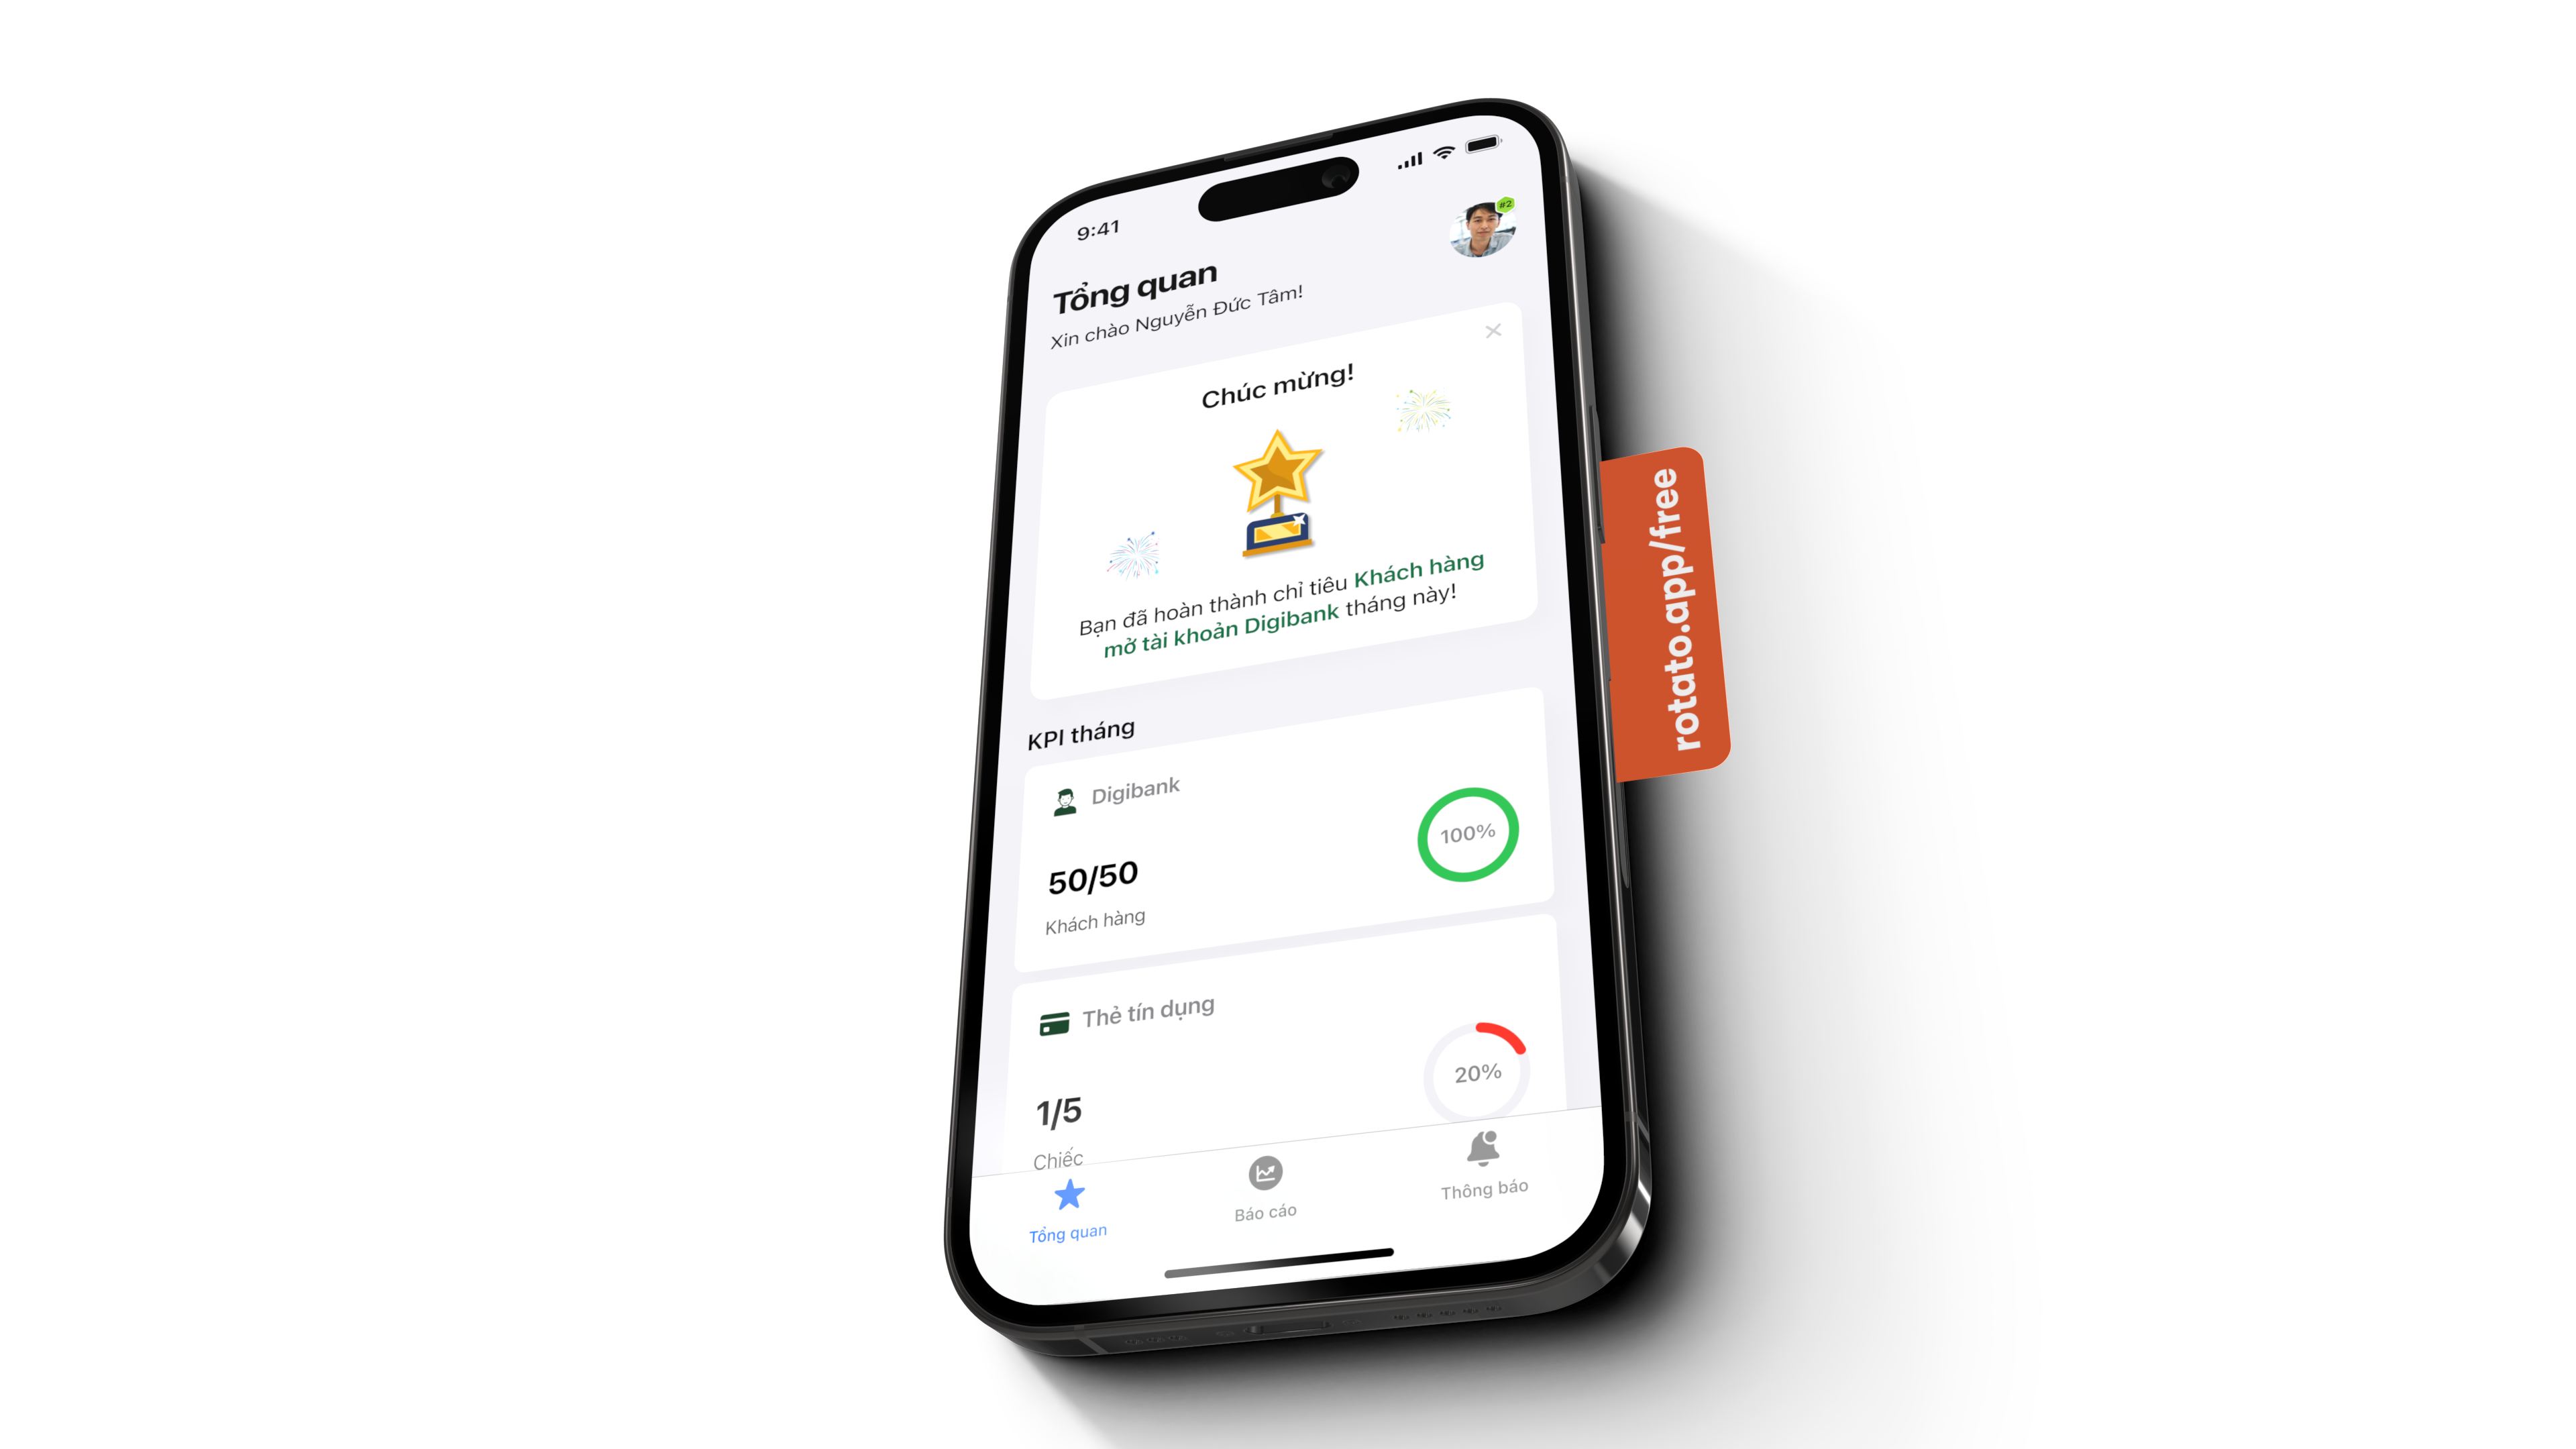 9:41
#2
Tổng quan
Xin chào Nguyễn Đức Tâm!
Chúc mừng!
Bạn đã hoàn thành chỉ tiêu Khách hàng
mở tài khoản Digibank tháng này!
KPI tháng
Digibank
100%
50/50
Khách hàng
Thẻ tín dụng
20%
1/5
Chiếc
Tổng quan
Báo cáo
Thông báo
rotato.app/free